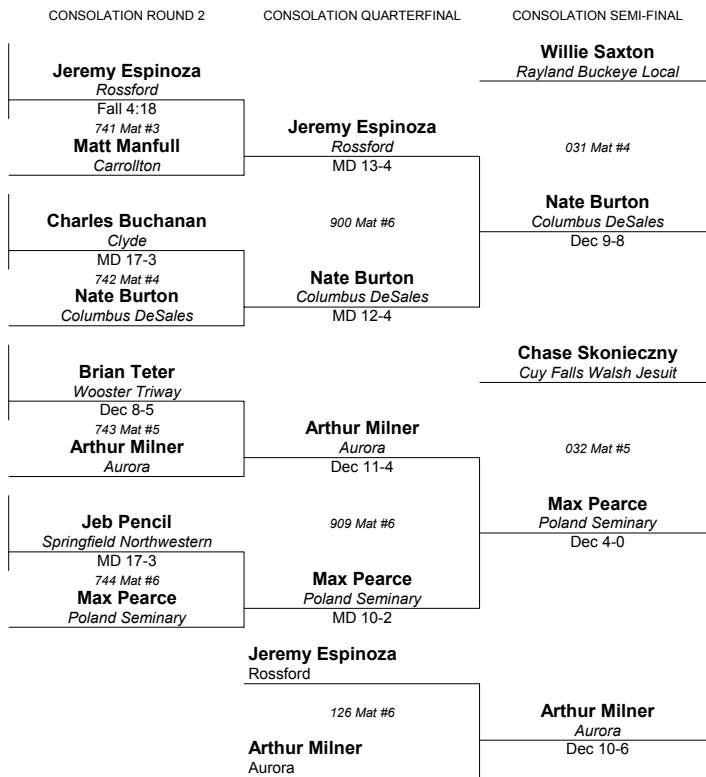 CONSOLATION ROUND 2
CONSOLATION QUARTERFINAL
CONSOLATION SEMI-FINAL
Jeremy Espinoza
Rossford
Fall 4:18
741 Mat #3
Matt Manfull
Carrollton
Charles Buchanan
Clyde
MD 17-3
742 Mat #4
Nate Burton
Columbus DeSales
Brian Teter
Wooster Triway
Dec 8-5
743 Mat #5
Arthur Milner
Aurora
Jeb Pencil
Springfield Northwestern
MD 17-3
744 Mat #6
Max Pearce
Poland Seminary
Jeremy Espinoza
Rossford
MD 13-4
900 Mat #6
Nate Burton
Columbus DeSales
MD 12-4
Arthur Milner
Aurora
Dec 11-4
909 Mat #6
Max Pearce
Poland Seminary
MD 10-2
Willie Saxton
Rayland Buckeye Local
031 Mat #4
Nate Burton
Columbus DeSales
Dec 9-8
Chase Skonieczny
Cuy Falls Walsh Jesuit
032 Mat #5
Max Pearce
Poland Seminary
Dec 4-0
Jeremy Espinoza
Rossford
126 Mat #6
Arthur Milner
Aurora
Arthur Milner
Aurora
Dec 10-6